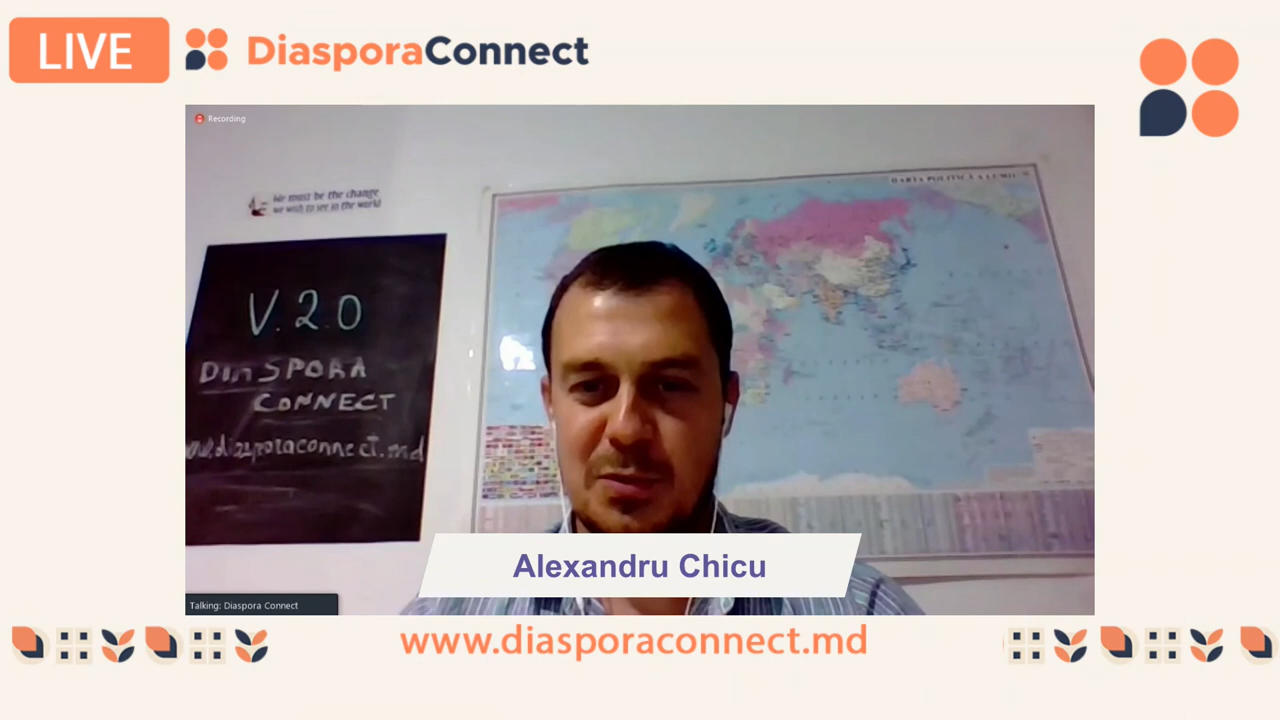 LIVE
DiasporaConnect
Recording
We must be the change
we wish to see in the world
HARTA POLITICĂ A LUMII
V. 2.0
DIASPORA
CONNECT
www.diasporaconnect.md
Alexandru Chicu
Talking: Diaspora Connect
www.diasporaconnect.md